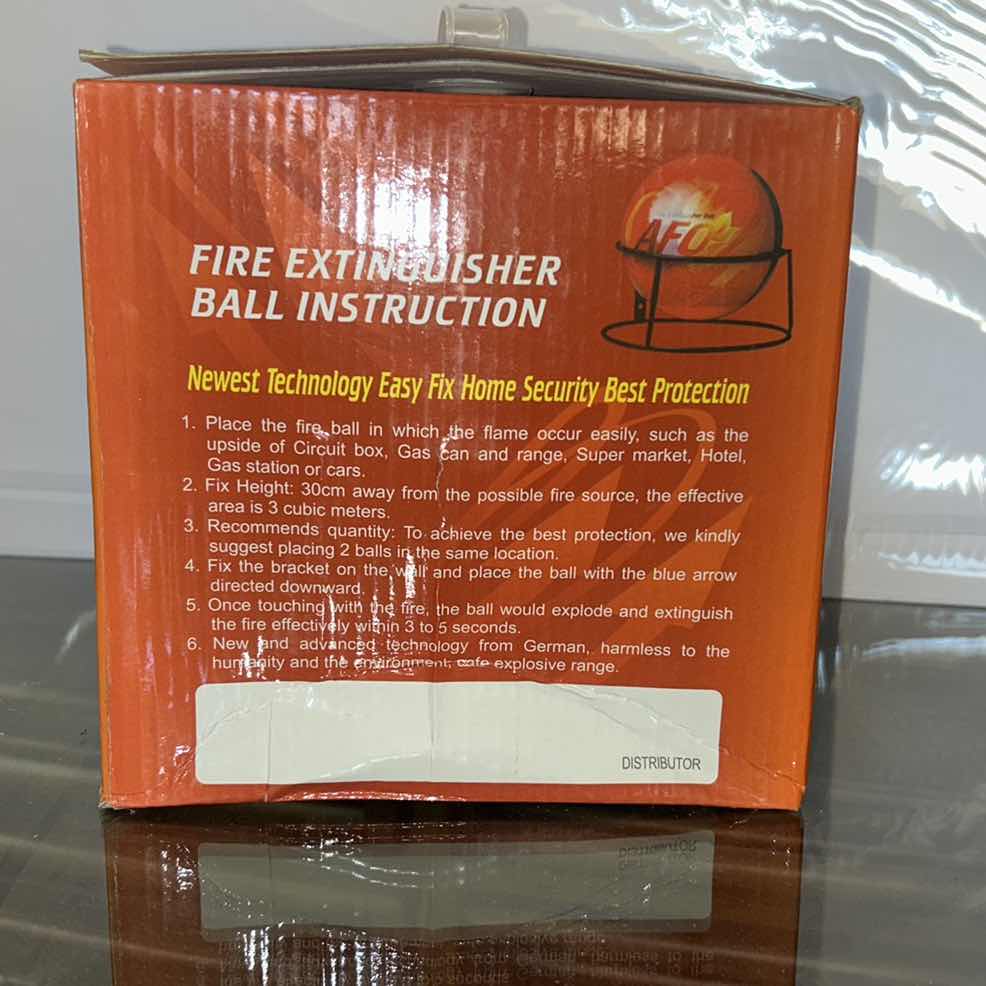 AFO
FIRE EXTINGUISHER
BALL INSTRUCTION
Newest Technology Easy Fix Home Security Best Protection
1. Place the fire ball in which the flame occur easily, such as the
upside of Circuit box, Gas can and range, Super market, Hotel,
Gas station or cars.
2. Fix Height: 30cm away from the possible fire source, the effective
area is 3 cubic meters.
3. Recommends quantity: To achieve the best protection, we kindly
suggest placing 2 balls in the same location.
4. Fix the bracket on the wall and place the ball with the blue arrow
directed downward.
5. Once touching with the fire, the ball would explode and extinguish
the fire effectively within 3 to 5 seconds.
6. New and advanced technology from German, harmless to the
humanity and the environment, safe explosive range.
DISTRIBUTOR